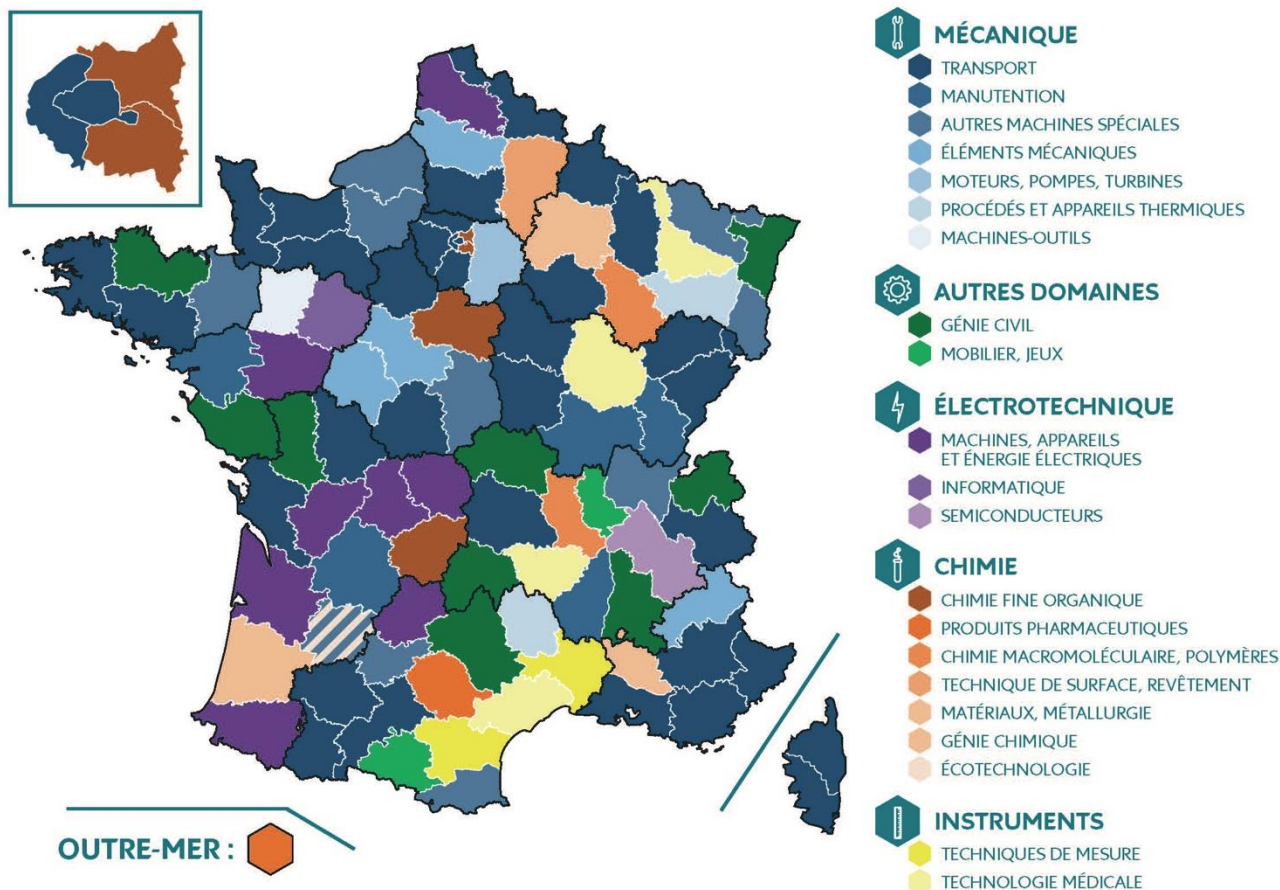 MÉCANIQUE
TRANSPORT
MANUTENTION
AUTRES MACHINES SPÉCIALES
ÉLÉMENTS MÉCANIQUES
MOTEURS, POMPES, TURBINES
PROCÉDÉS ET APPAREILS THERMIQUES
MACHINES-OUTILS
AUTRES DOMAINES
GÉNIE CIVIL
MOBILIER, JEUX
ÉLECTROTECHNIQUE
MACHINES, APPAREILS
ET ÉNERGIE ÉLECTRIQUES
INFORMATIQUE
SEMICONDUCTEURS
CHIMIE
CHIMIE FINE ORGANIQUE
PRODUITS PHARMACEUTIQUES
CHIMIE MACROMOLÉCULAIRE, POLYMÈRES
TECHNIQUE DE SURFACE, REVÊTEMENT
MATÉRIAUX, MÉTALLURGIE
GÉNIE CHIMIQUE
ÉCOTECHNOLOGIE
INSTRUMENTS
TECHNIQUES DE MESURE
TECHNOLOGIE MÉDICALE
OUTRE-MER :